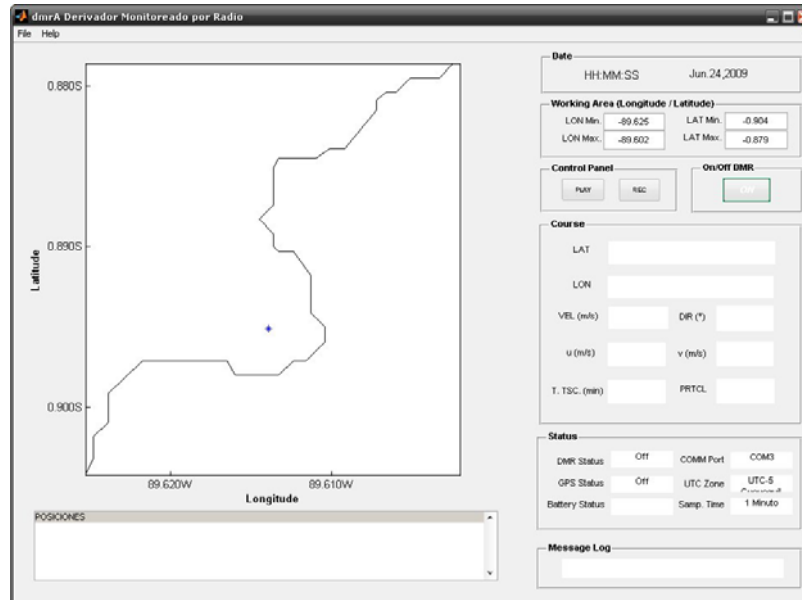 dmrA Derivador Monitoreado por Radio
File Help
0.880S
0.890S
0.900S
Latitude
89.620W 89.610W
Longitude
POSICIONES
Date
HH:MM:SS Jun.24,2009
Working Area (Longitude / Latitude)
LON Min. -89.625 LAT Min. -0.904
LON Max. -89.602 LAT Max. -0.879
Control Panel
PLAY REC
On/Off DMR
Course
LAT
LON
VEL (m/s) DIR (°)
u (m/s) v (m/s)
T. TSC. (min) PRTCL
Status
DMR Status Off COMM Port COM3
GPS Status Off UTC Zone UTC-5
Battery Status Samp. Time 1 Minuto
Message Log